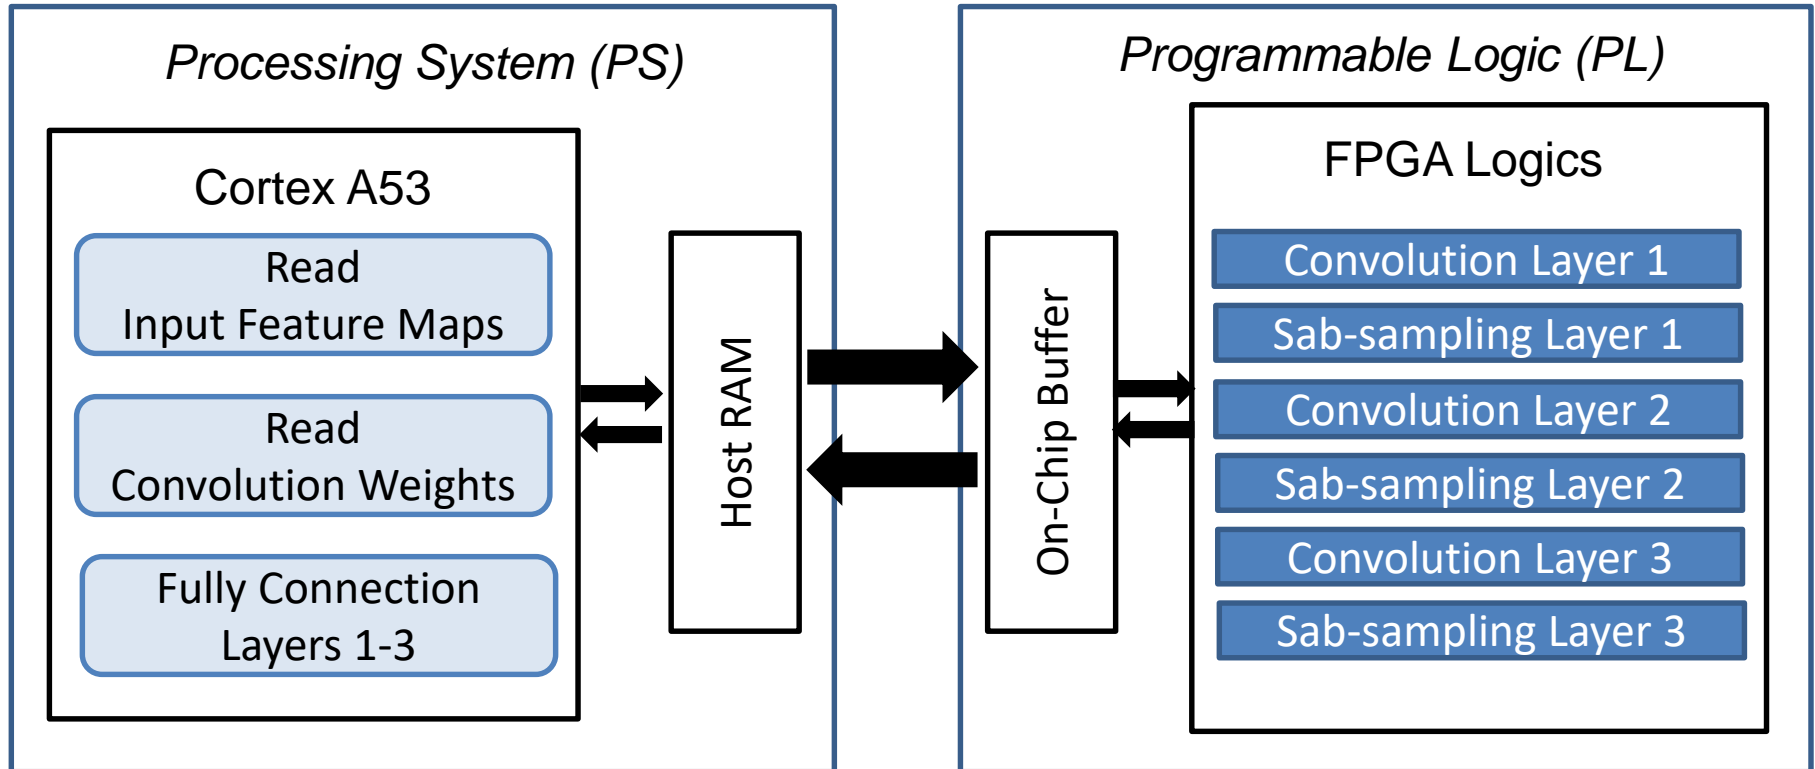 Processing System (PS)
Cortex A53
Read
Input Feature Maps
Read
Convolution Weights
Fully Connection
Layers 1-3
Host RAM
Programmable Logic (PL)
On-Chip Buffer
FPGA Logics
Convolution Layer 1
Sab-sampling Layer 1
Convolution Layer 2
Sab-sampling Layer 2
Convolution Layer 3
Sab-sampling Layer 3